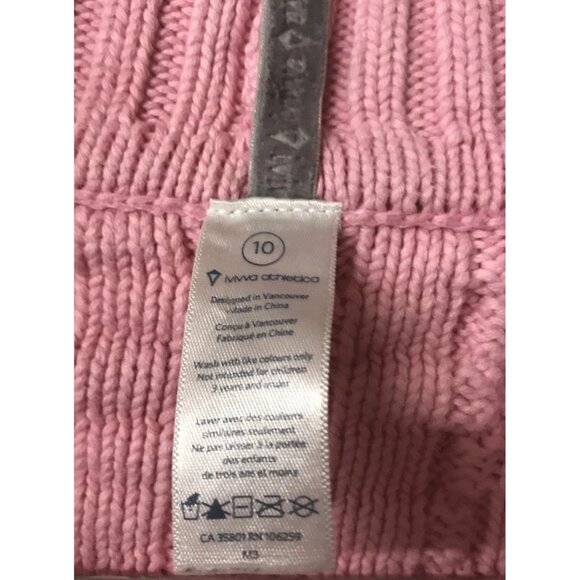 10
ivivva athletica
Designed in Vancouver
Made in China
Conçu à Vancouver
Fabriqué en Chine
Wash with like colours only
Not intended for children
3 years and under
Laver avec des couleurs
similaires seulement
Ne pas laisser à la portée
des enfants
de trois ans et moins
CA 35801 RN 106259